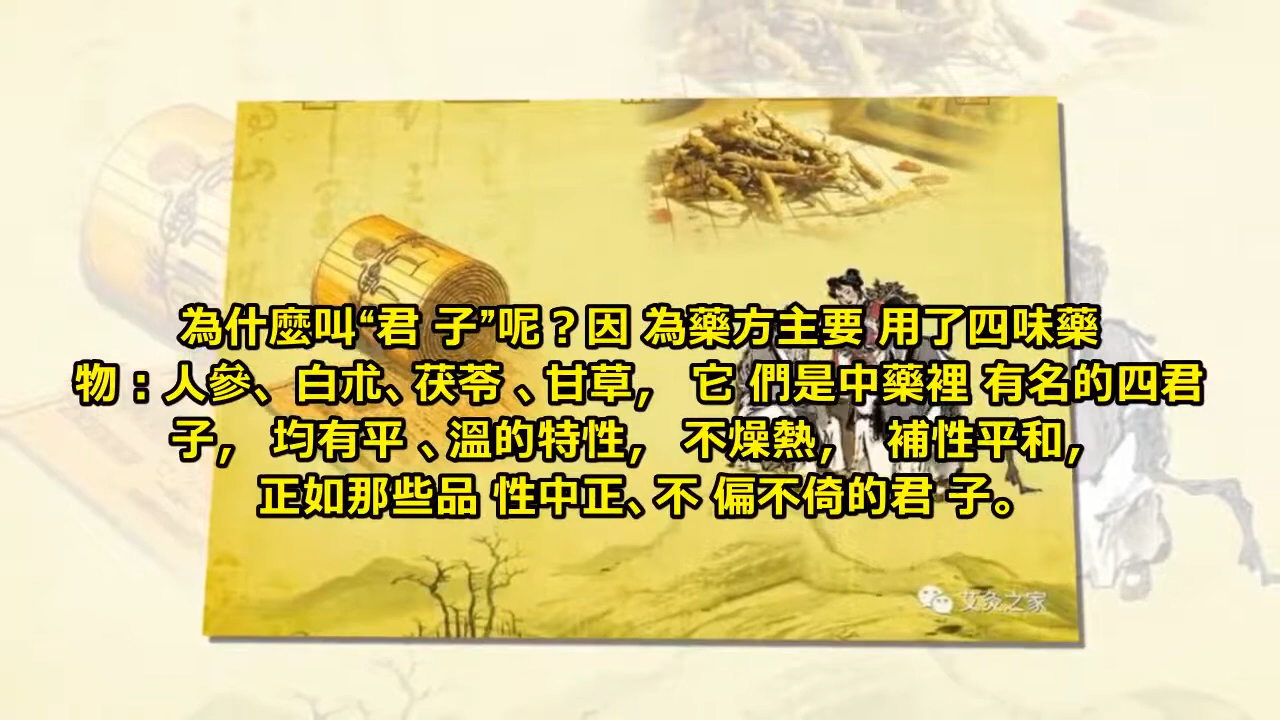 為什麼叫“君 子”呢？因 為藥方主要 用了四味藥
物：人參、白朮、茯苓、甘草， 它 們是中藥裡 有名的四君
子， 均有平、溫的特性， 不燥熱， 補性平和，
正如那些品 性中正、不 偏不倚的君 子。
艾灸之家